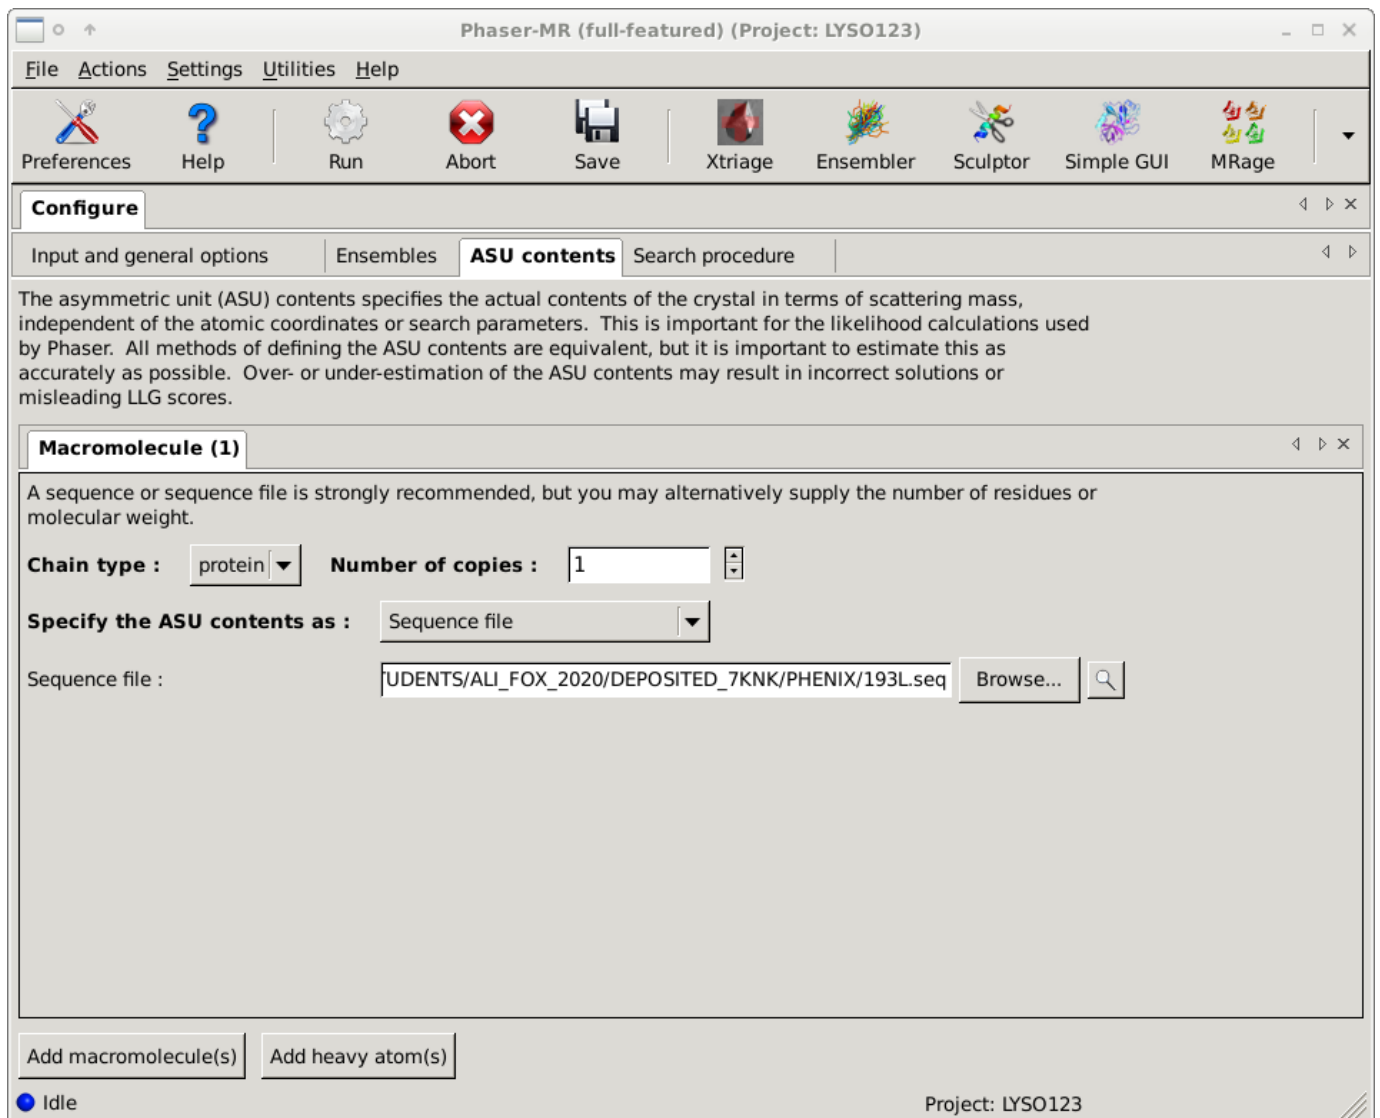 Phaser-MR (full-featured) (Project: LYSO123)
File Actions Settings Utilities Help
Preferences Help Run Abort Save Xtriage Ensembler Sculptor Simple GUI MRage
Configure
Input and general options Ensembles ASU contents Search procedure
The asymmetric unit (ASU) contents specifies the actual contents of the crystal in terms of scattering mass,
independent of the atomic coordinates or search parameters.  This is important for the likelihood calculations used
by Phaser.  All methods of defining the ASU contents are equivalent, but it is important to estimate this as
accurately as possible.  Over- or under-estimation of the ASU contents may result in incorrect solutions or
misleading LLG scores.
Macromolecule (1)
A sequence or sequence file is strongly recommended, but you may alternatively supply the number of residues or
molecular weight.
Chain type : protein Number of copies : 1
Specify the ASU contents as : Sequence file
Sequence file : UDENTS/ALI_FOX_2020/DEPOSITED_7KNK/PHENIX/193L.seq Browse...
Add macromolecule(s) Add heavy atom(s)
Idle Project: LYSO123